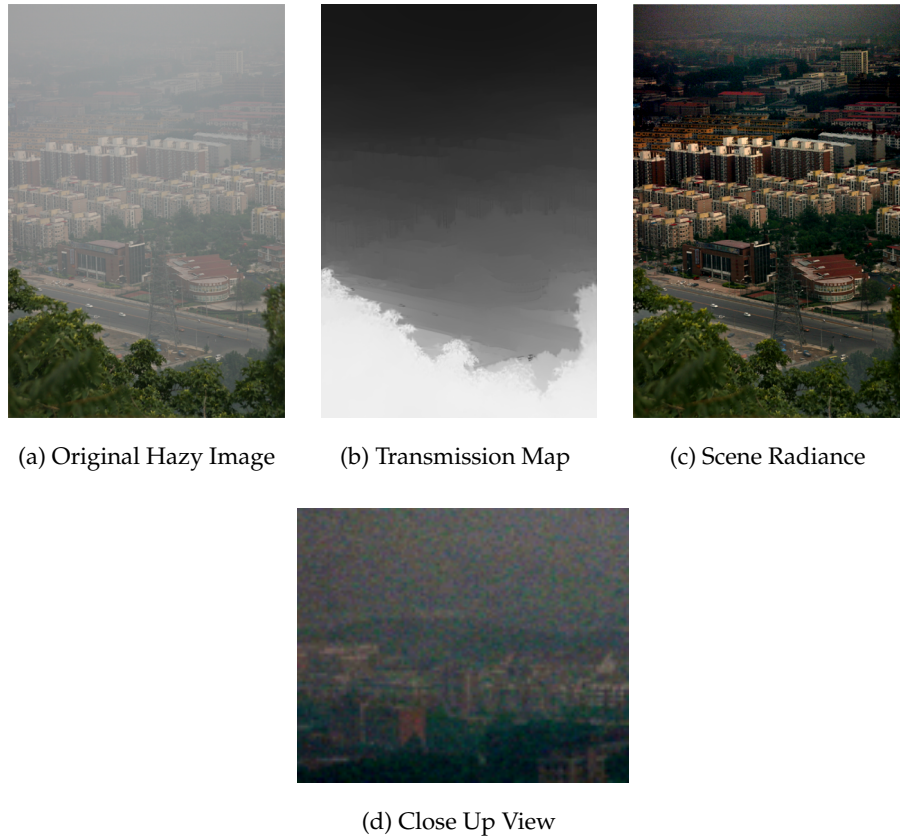 (a) Original Hazy Image
(b) Transmission Map
(c) Scene Radiance
(d) Close Up View